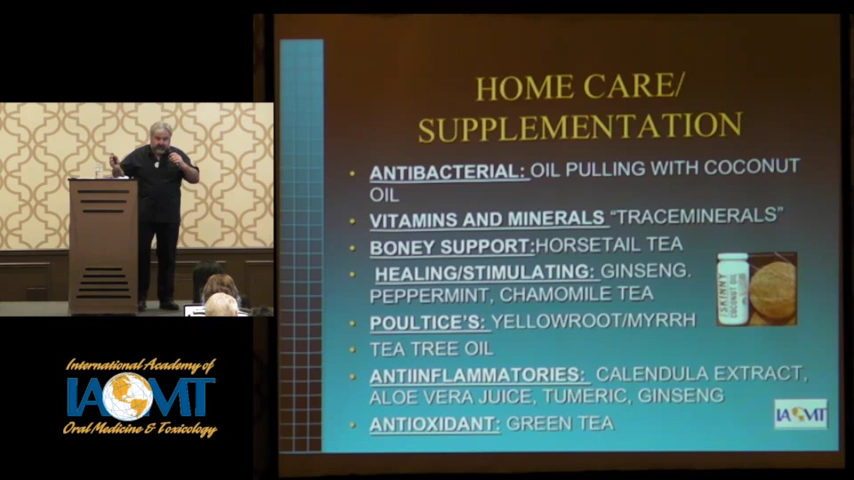 HOME CARE/
SUPPLEMENTATION
• ANTIBACTERIAL: OIL PULLING WITH COCONUT
OIL
• VITAMINS AND MINERALS "TRACEMINERALS"
• BONEY SUPPORT:HORSETAIL TEA
• HEALING/STIMULATING: GINSENG.
PEPPERMINT, CHAMOMILE TEA
• POULTICE'S: YELLOWROOT/MYRRH
• TEA TREE OIL
• ANTIINFLAMMATORIES: CALENDULA EXTRACT,
ALOE VERA JUICE, TUMERIC, GINSENG
• ANTIOXIDANT: GREEN TEA
SKINNY
COCONUT OIL
IAOMT
International Academy of
IAOMT
Oral Medicine & Toxicology